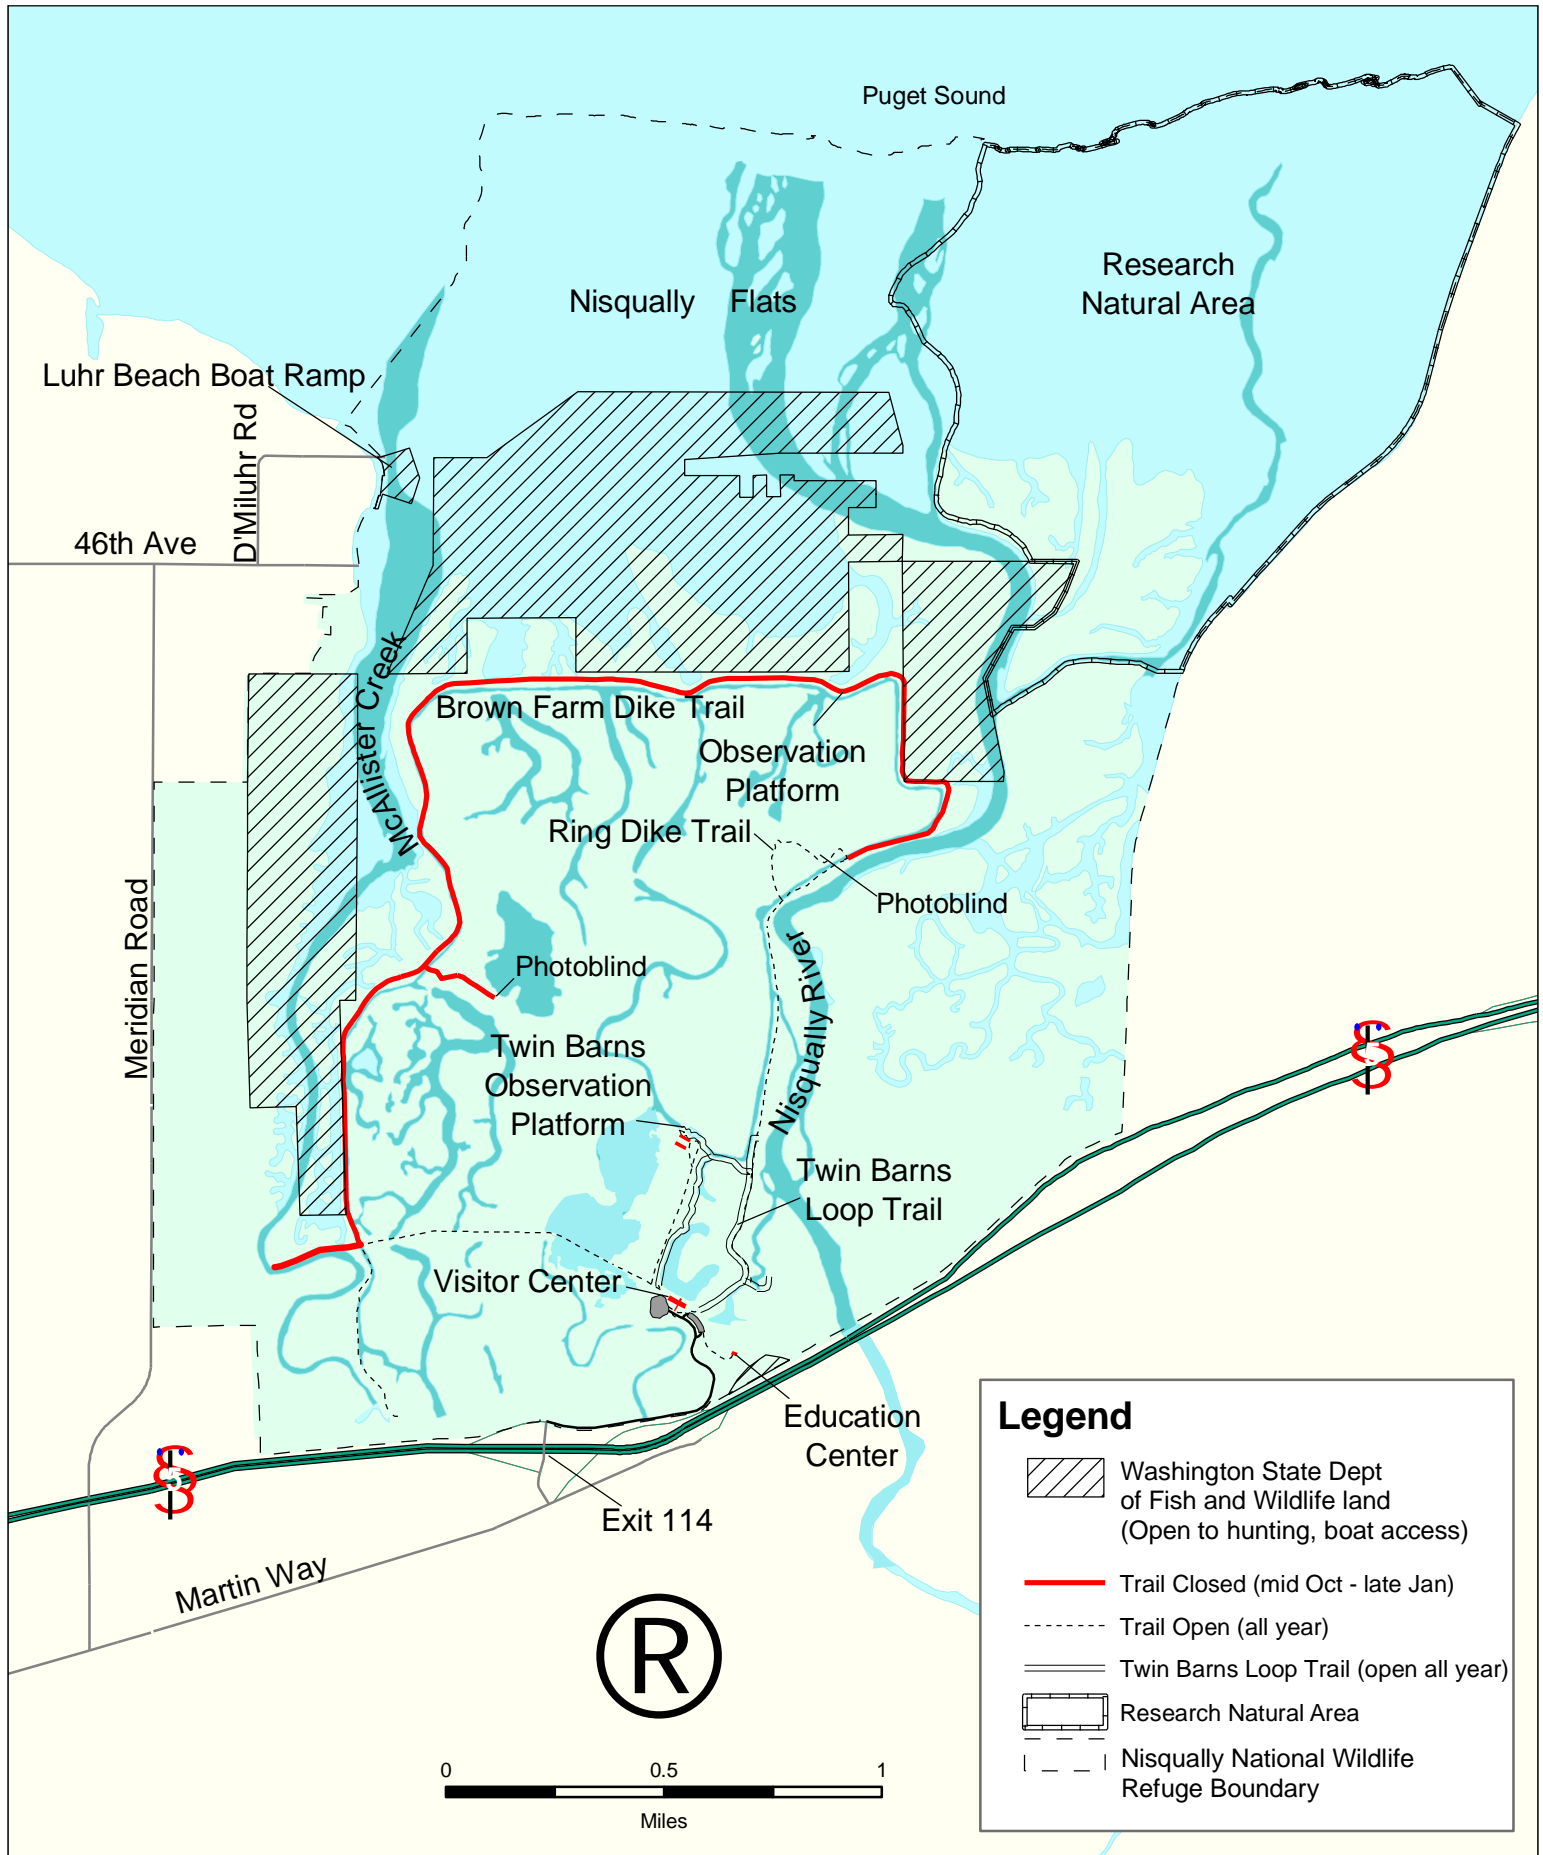 Puget Sound
Research
Natural Area
Nisqually Flats
Luhr Beach Boat Ramp
D'Miluhr Rd
46th Ave
McAllister Creek
Brown Farm Dike Trail
Observation
Platform
Ring Dike Trail
Photoblind
Meridian Road
Nisqually River
Photoblind
Twin Barns
Observation
Platform
Twin Barns
Loop Trail
Visitor Center
Education
Center
5
5
Exit 114
Martin Way
R
0 0.5 1
Miles
Legend
Washington State Dept
of Fish and Wildlife land
(Open to hunting, boat access)
Trail Closed (mid Oct - late Jan)
Trail Open (all year)
Twin Barns Loop Trail (open all year)
Research Natural Area
Nisqually National Wildlife
Refuge Boundary